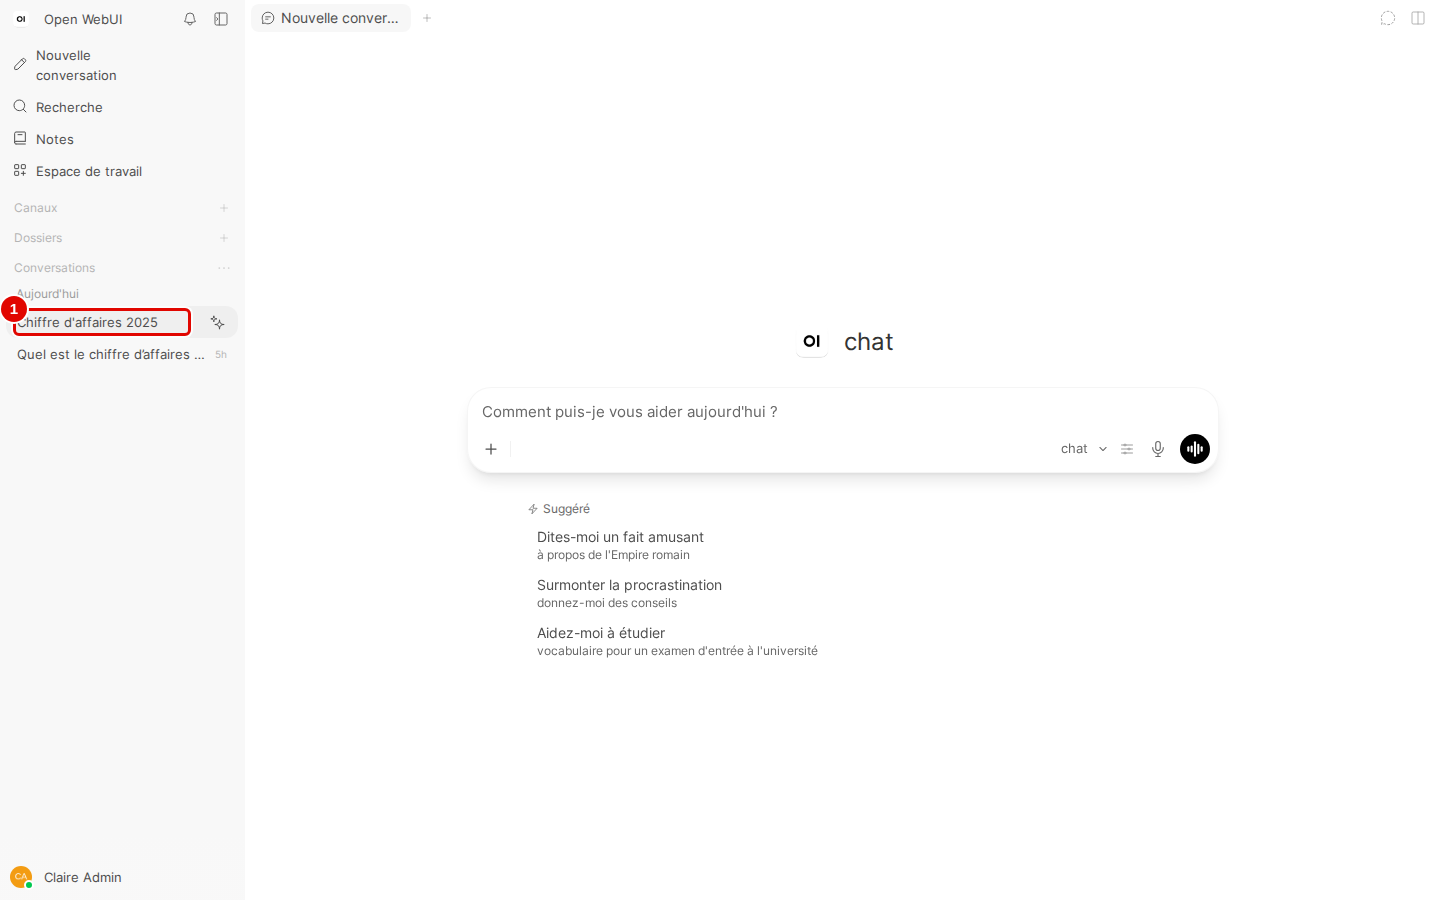 OI Open WebUI
Nouvelle conver...
Nouvelle
conversation
Recherche
Notes
Espace de travail
Canaux
Dossiers
Conversations
Aujourd'hui
1
Chiffre d'affaires 2025
Quel est le chiffre d’affaires ... 5h
OI chat
Comment puis-je vous aider aujourd'hui ?
chat
Suggéré
Dites-moi un fait amusant
à propos de l'Empire romain
Surmonter la procrastination
donnez-moi des conseils
Aidez-moi à étudier
vocabulaire pour un examen d'entrée à l'université
CA Claire Admin